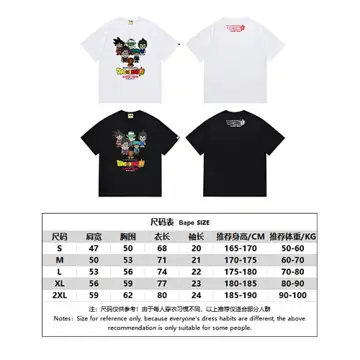 DRAGONBALL
DRAGONBALL
尺码表 Bape SIZE
尺码 肩宽 胸围 衣长 袖长 推荐身高/CM 推荐体重/KG
S 47 50 68 20 165-170 50-60
M 50 53 71 21 170-175 60-70
L 53 56 74 22 175-180 70-80
XL 56 59 77 23 180-185 80-90
2XL 59 62 80 24 185-190 90-100
尺码仅供参考：由于每人穿衣习惯不同，以上推荐仅适合部分人群
Notes: Size for reference only, because everyone's dress habits are different, the above
recommendation is only suitable for some people.